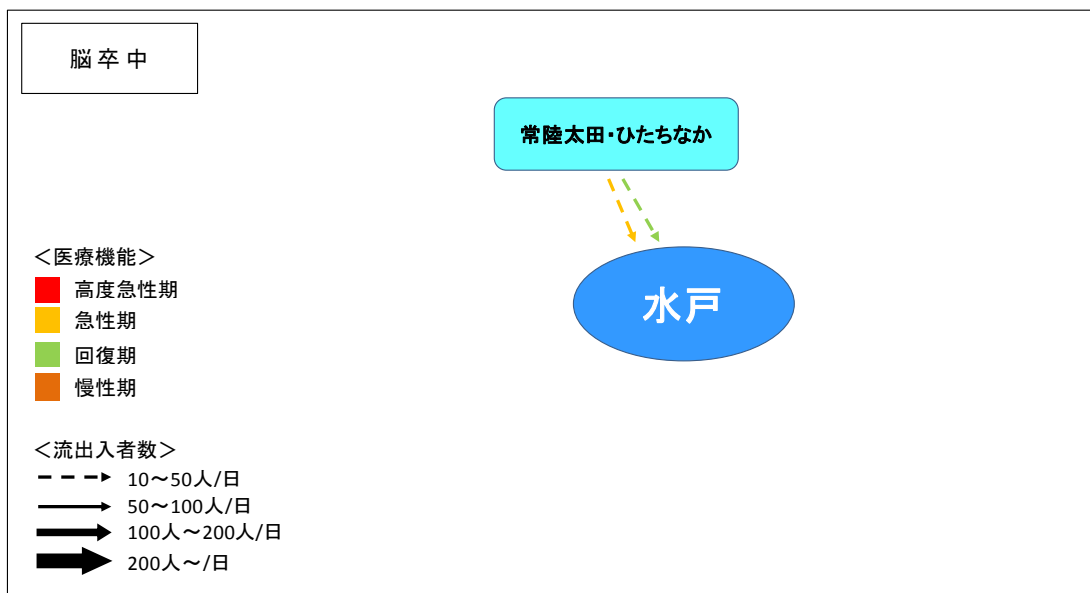 脳卒中
常陸太田・ひたちなか
水戸
＜医療機能＞
高度急性期
急性期
回復期
慢性期
＜流出入者数＞
10～50人/日
50～100人/日
100人～200人/日
200人～/日